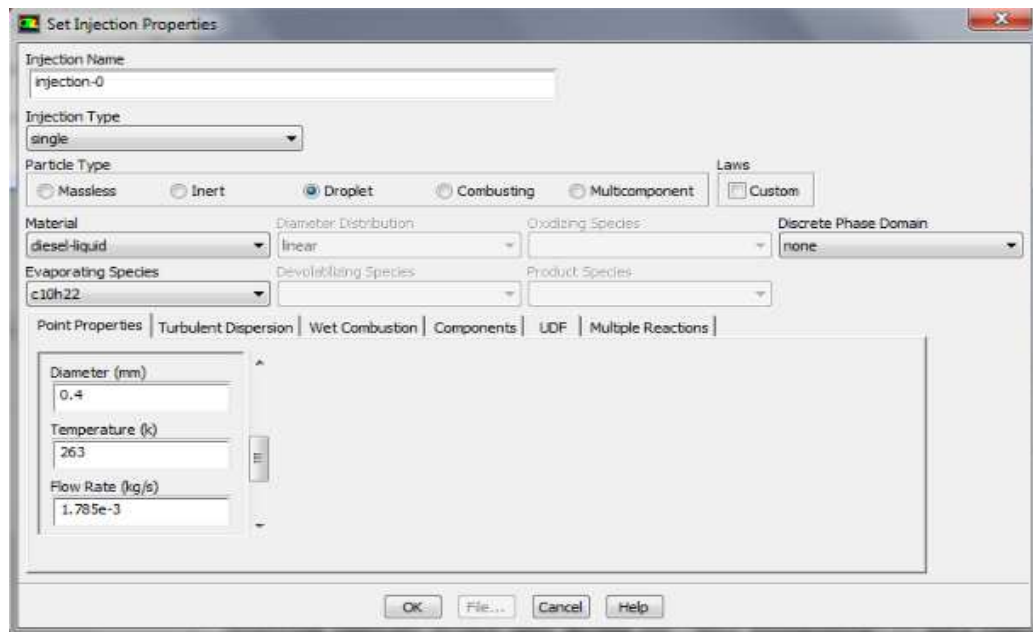 Set Injection Properties
Injection Name
injection-0
Injection Type
single
Particle Type
Laws
Massless Inert Droplet Combusting Multicomponent Custom
Material Diameter Distribution Oxidizing Species Discrete Phase Domain
diesel-liquid linear none
Evaporating Species Devolatilizing Species Product Species
c10h22
Point Properties Turbulent Dispersion Wet Combustion Components UDF Multiple Reactions
Diameter (mm)
0.4
Temperature (k)
263
Flow Rate (kg/s)
1.785e-3
OK File... Cancel Help